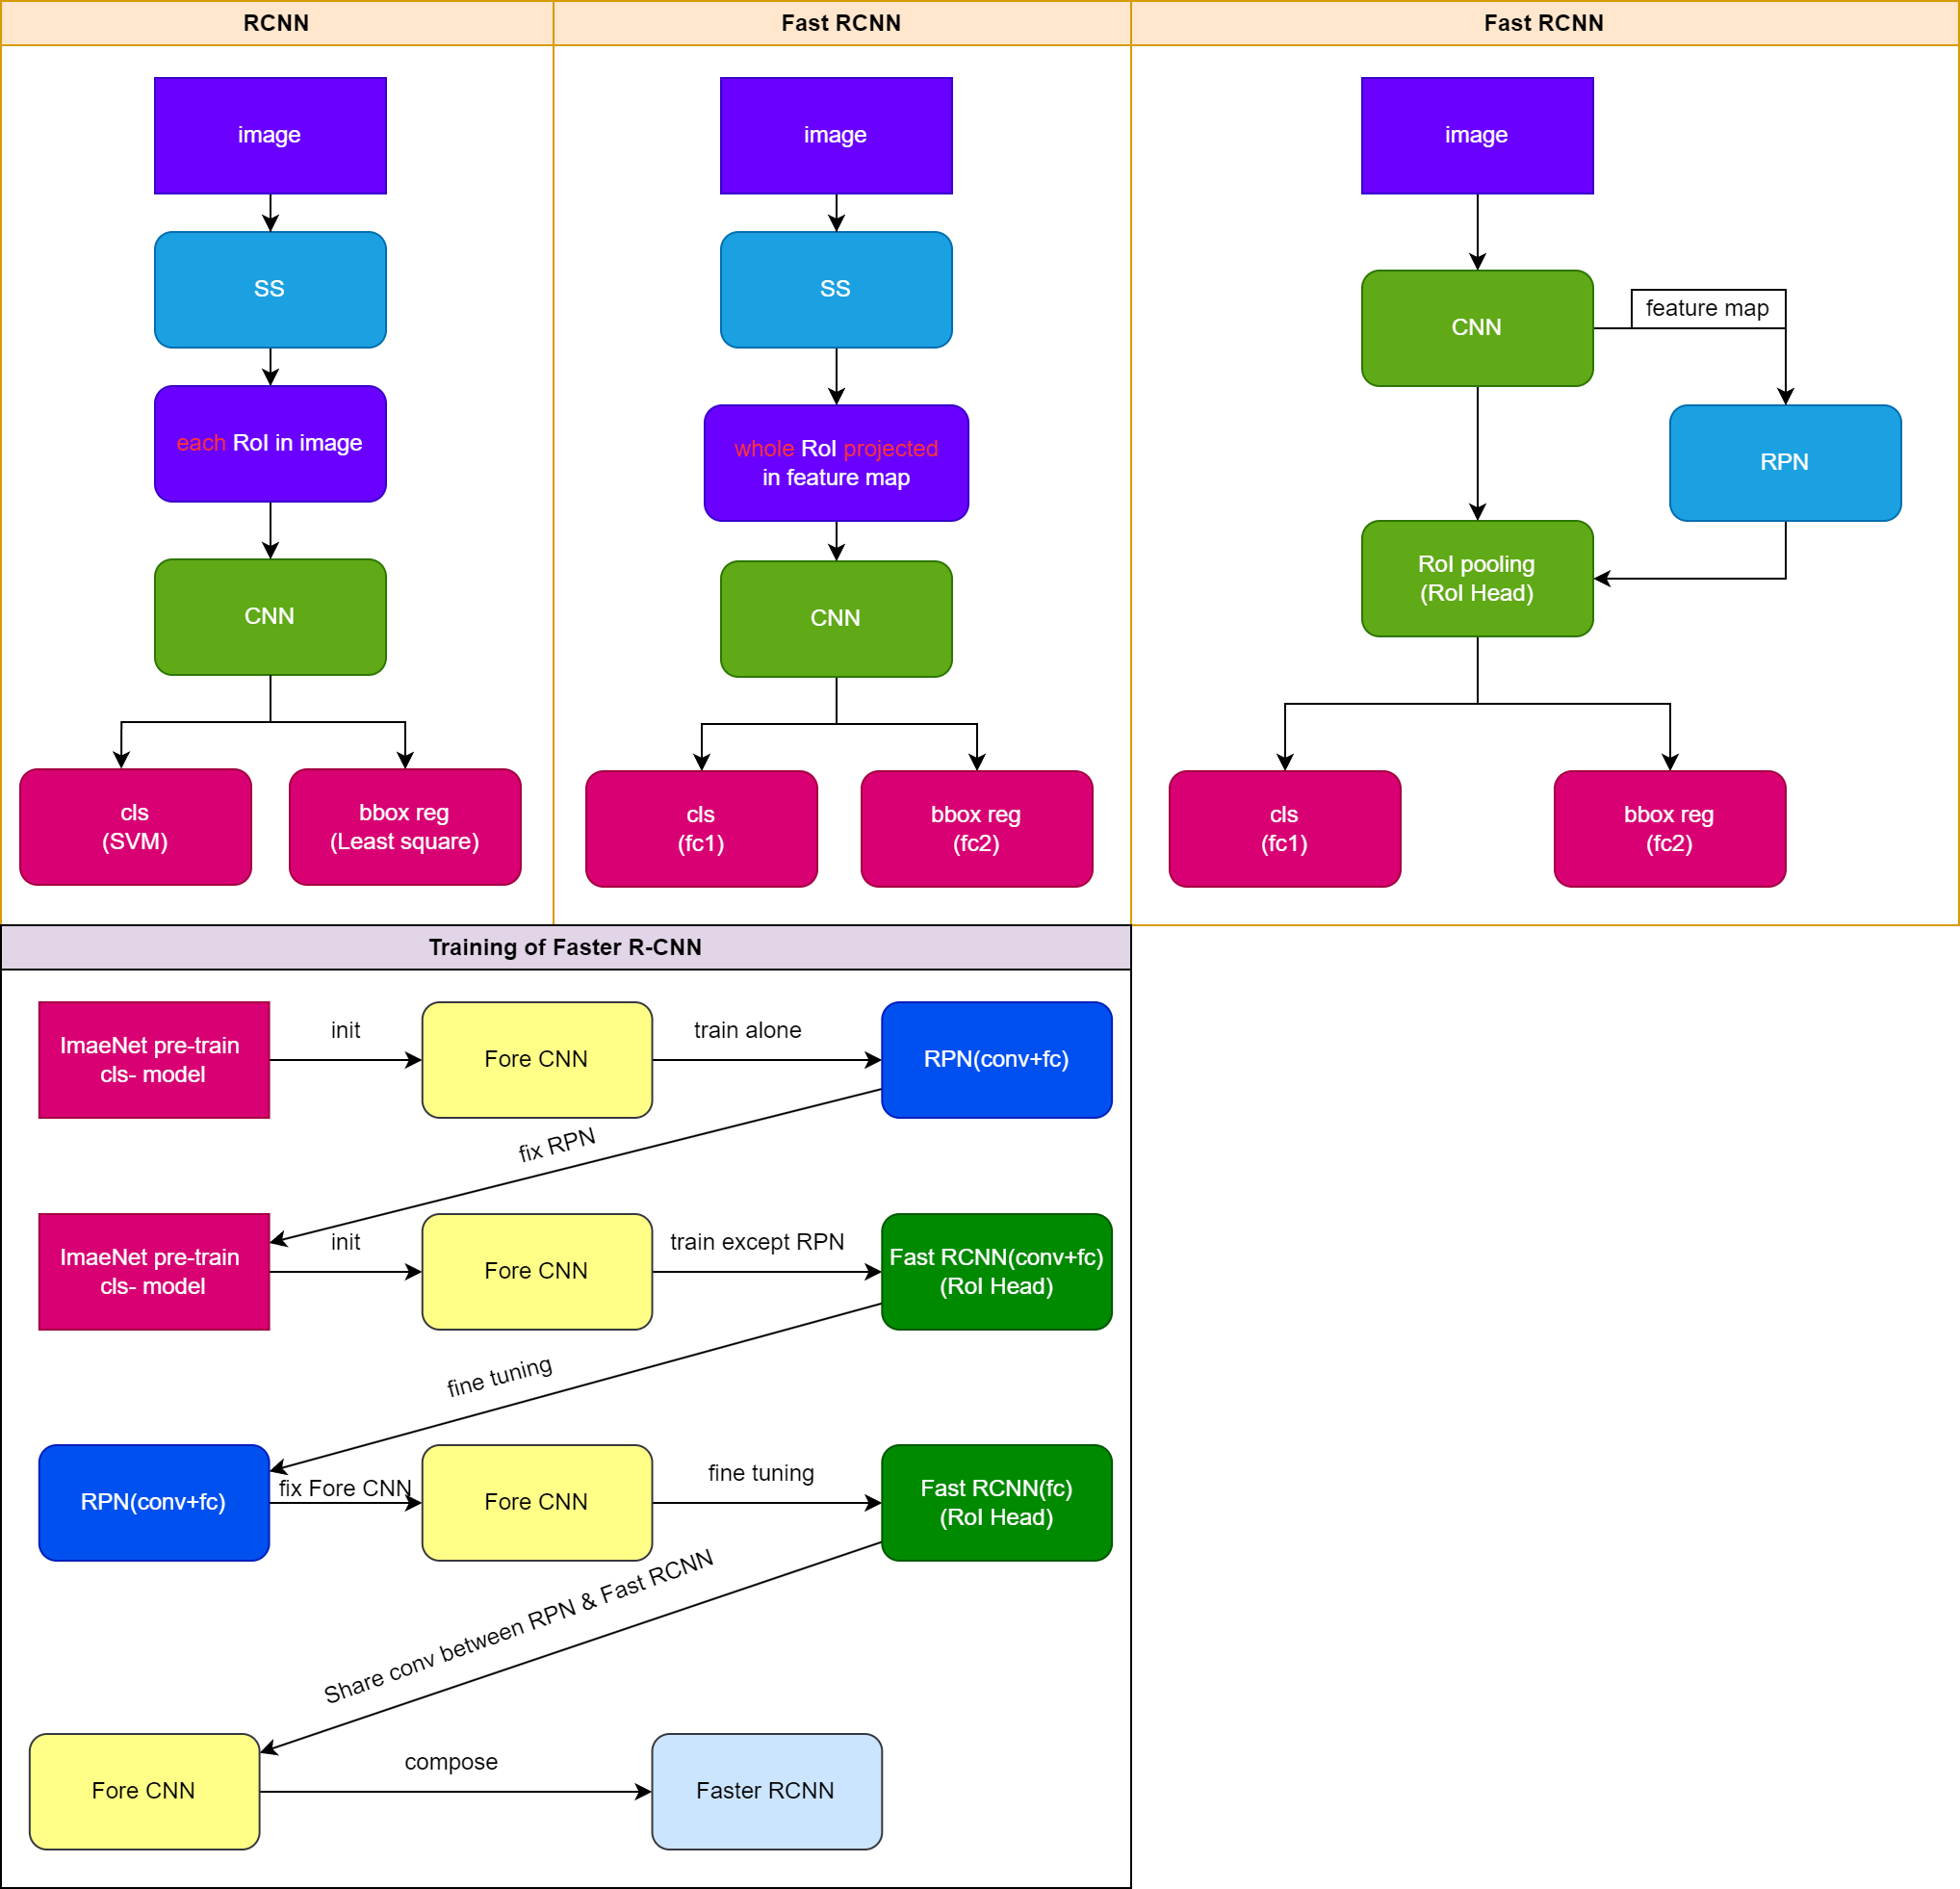 RCNN
image
SS
each RoI in image
CNN
cls
(SVM)
bbox reg
(Least square)
Fast RCNN
image
SS
whole RoI projected
in feature map
CNN
cls
(fc1)
bbox reg
(fc2)
Fast RCNN
image
CNN
feature map
RPN
RoI pooling
(RoI Head)
cls
(fc1)
bbox reg
(fc2)
Training of Faster R-CNN
ImaeNet pre-train
cls- model
init
Fore CNN
train alone
RPN(conv+fc)
fix RPN
ImaeNet pre-train
cls- model
init
Fore CNN
train except RPN
Fast RCNN(conv+fc)
(RoI Head)
fine tuning
RPN(conv+fc)
fix Fore CNN
Fore CNN
fine tuning
Fast RCNN(fc)
(RoI Head)
Share conv between RPN & Fast RCNN
Fore CNN
compose
Faster RCNN